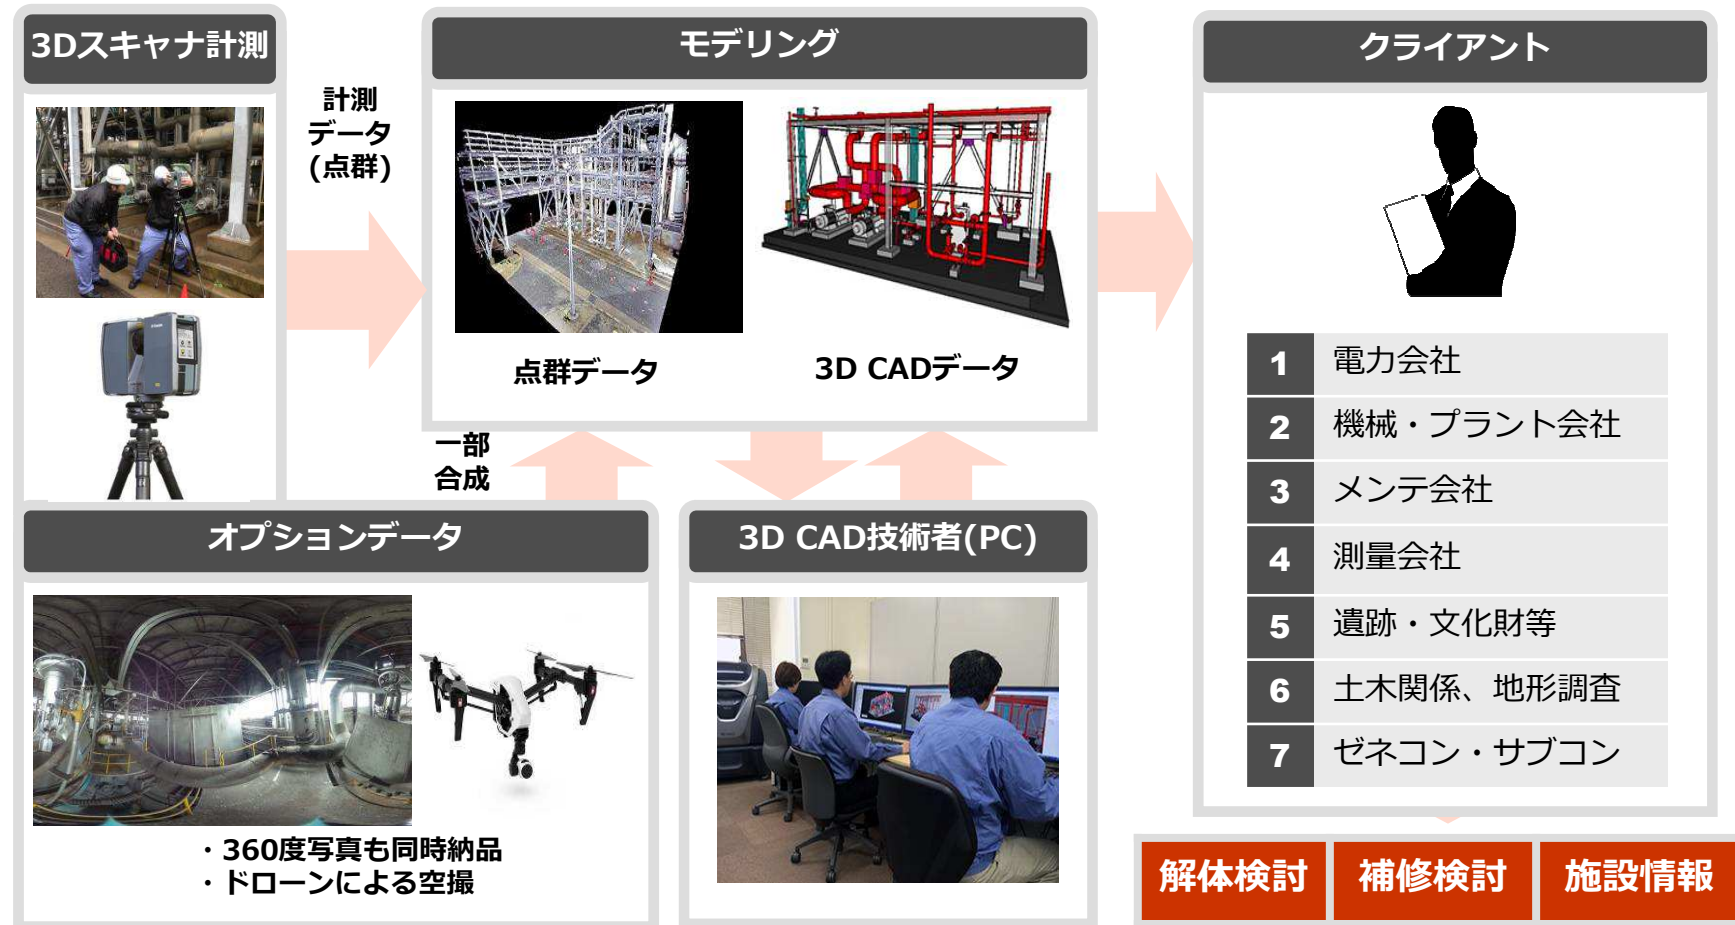 3Dスキャナ計測
計測
データ
(点群)
モデリング
点群データ
3D CADデータ
クライアント
1 電力会社
2 機械・プラント会社
3 メンテ会社
4 測量会社
5 遺跡・文化財等
6 土木関係、地形調査
7 ゼネコン・サブコン
一部
合成
オプションデータ
・360度写真も同時納品
・ドローンによる空撮
3D CAD技術者(PC)
解体検討
補修検討
施設情報